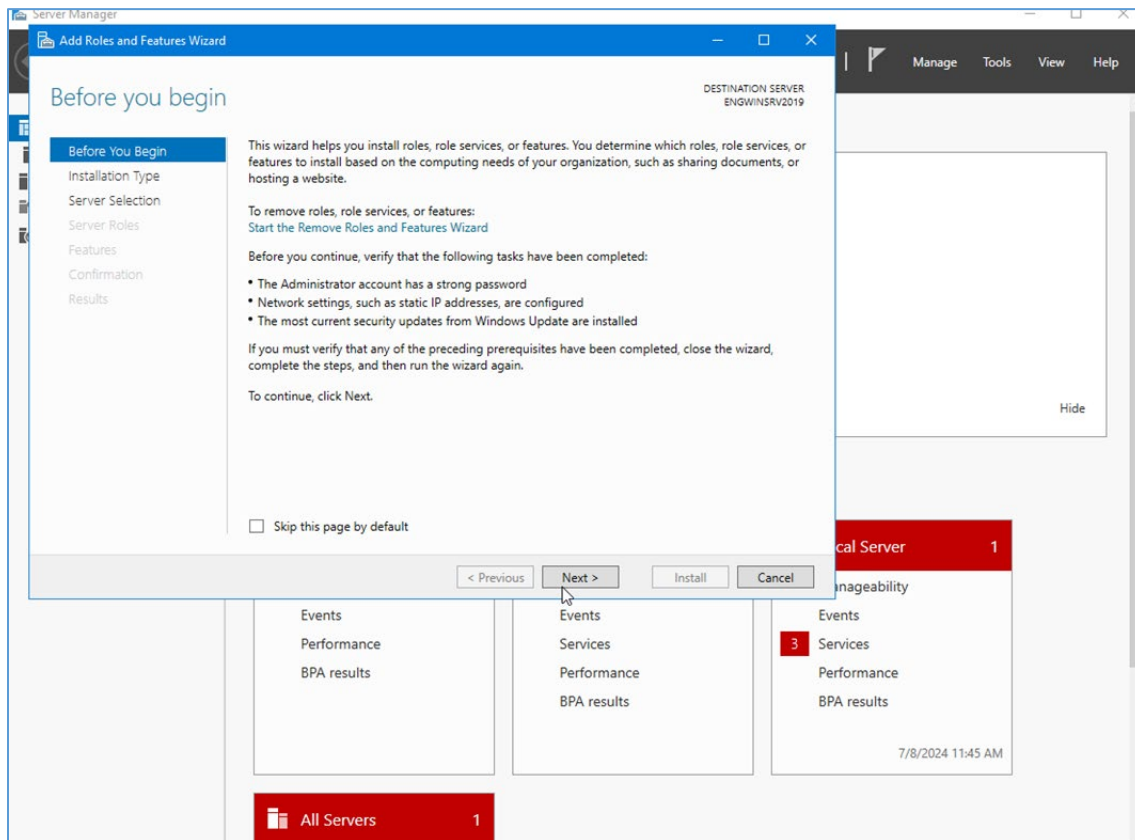 Server Manager
Add Roles and Features Wizard
Manage Tools View Help
Before you begin
DESTINATION SERVER
ENGWINSRV2019
Before You Begin
Installation Type
Server Selection
Server Roles
Features
Confirmation
Results
This wizard helps you install roles, role services, or features. You determine which roles, role services, or
features to install based on the computing needs of your organization, such as sharing documents, or
hosting a website.
To remove roles, role services, or features:
Start the Remove Roles and Features Wizard
Before you continue, verify that the following tasks have been completed:
• The Administrator account has a strong password
• Network settings, such as static IP addresses, are configured
• The most current security updates from Windows Update are installed
If you must verify that any of the preceding prerequisites have been completed, close the wizard,
complete the steps, and then run the wizard again.
To continue, click Next.
Hide
Skip this page by default
< Previous Next > Install Cancel
cal Server 1
anageability
Events
Performance
BPA results
Events
Services
Performance
BPA results
Events
3 Services
Performance
BPA results
7/8/2024 11:45 AM
All Servers 1